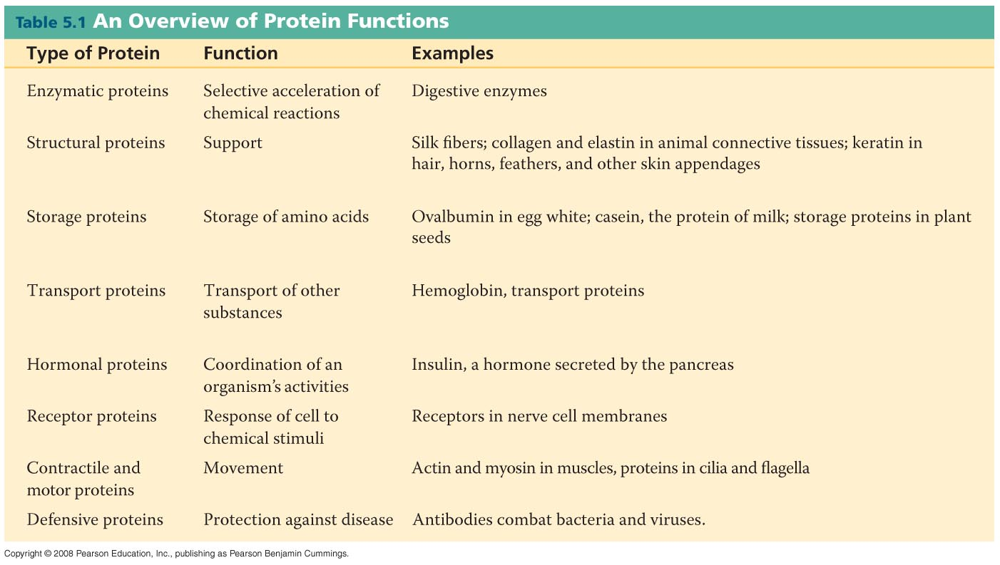 Table 5.1 An Overview of Protein Functions
Type of Protein Function Examples
Enzymatic proteins Selective acceleration of Digestive enzymes
chemical reactions
Structural proteins Support Silk fibers; collagen and elastin in animal connective tissues; keratin in
hair, horns, feathers, and other skin appendages
Storage proteins Storage of amino acids Ovalbumin in egg white; casein, the protein of milk; storage proteins in plant
seeds
Transport proteins Transport of other Hemoglobin, transport proteins
substances
Hormonal proteins Coordination of an Insulin, a hormone secreted by the pancreas
organism’s activities
Receptor proteins Response of cell to Receptors in nerve cell membranes
chemical stimuli
Contractile and Movement Actin and myosin in muscles, proteins in cilia and flagella
motor proteins
Defensive proteins Protection against disease Antibodies combat bacteria and viruses.
Copyright © 2008 Pearson Education, Inc., publishing as Pearson Benjamin Cummings.